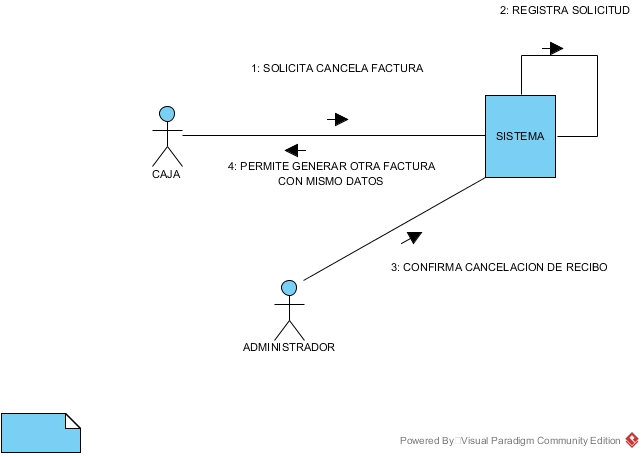 2: REGISTRA SOLICITUD
1: SOLICITA CANCELA FACTURA
SISTEMA
4: PERMITE GENERAR OTRA FACTURA
CON MISMO DATOS
CAJA
3: CONFIRMA CANCELACION DE RECIBO
ADMINISTRADOR
Powered By Visual Paradigm Community Edition